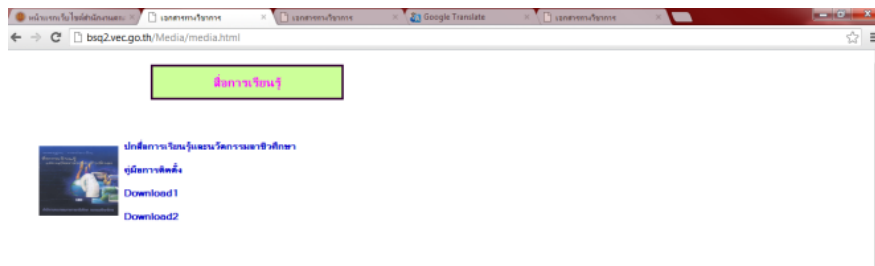 หน้าแรกเว็บไซต์สำนักงานคณะ
เอกสารทางวิชาการ
เอกสารทางวิชาการ
Google Translate
เอกสารทางวิชาการ
bsq2.vec.go.th/Media/media.html
สื่อการเรียนรู้
ปกสื่อการเรียนรู้และนวัตกรรมอาชีวศึกษา
คู่มือการติดตั้ง
Download1
Download2